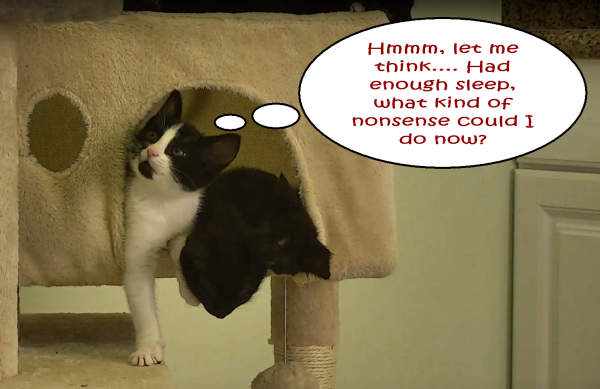 Hmmm, let me
think.... Had
enough sleep,
what kind of
nonsense could I
do now?